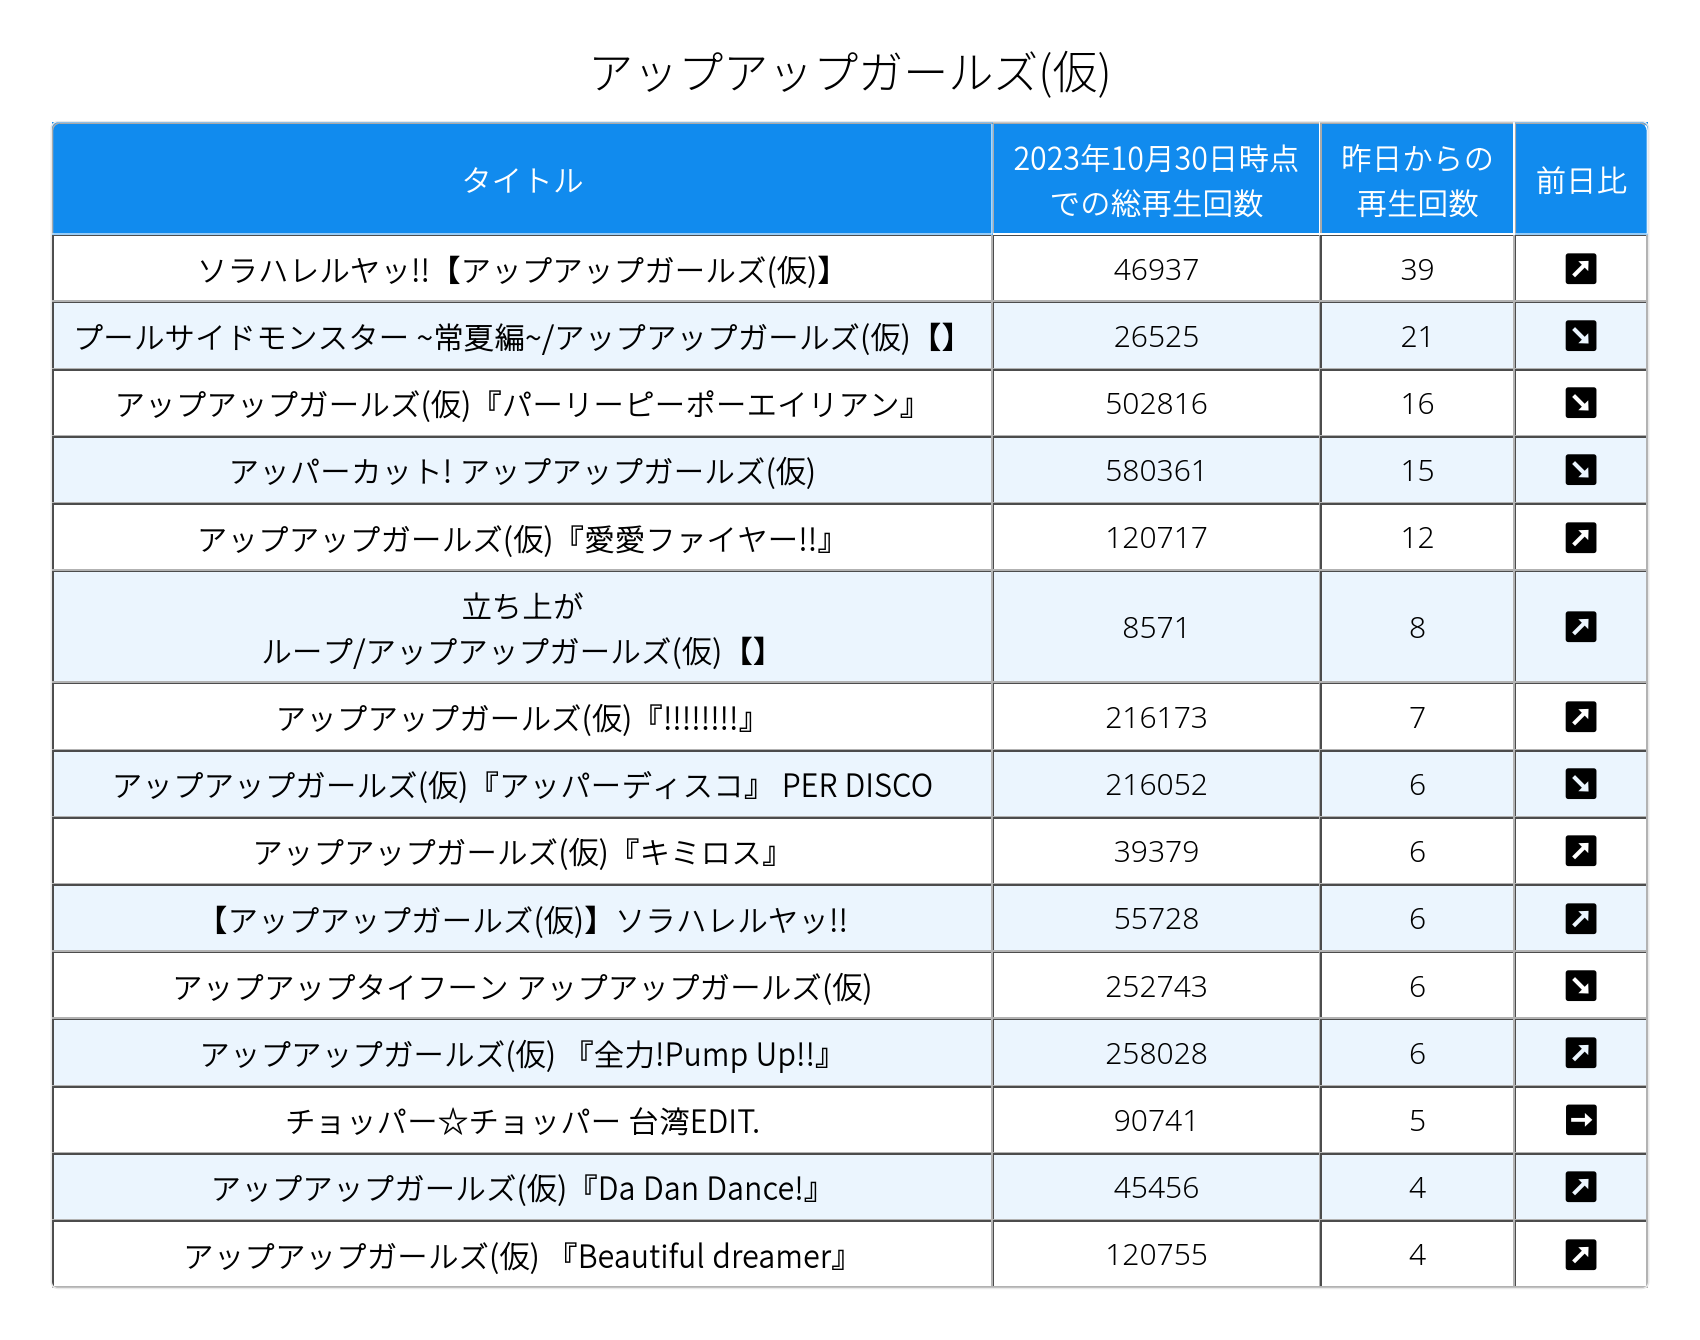 アップアップガールズ(仮)
タイトル
2023年10月30日時点
での総再生回数
昨日からの
再生回数
前日比
ソラハレルヤッ!!【アップアップガールズ(仮)】 46937 39
プールサイドモンスター ~常夏編~/アップアップガールズ(仮)【】 26525 21
アップアップガールズ(仮)『パーリーピーポーエイリアン』 502816 16
アッパーカット! アップアップガールズ(仮) 580361 15
アップアップガールズ(仮)『愛愛ファイヤー!!』 120717 12
立ち上が
ループ/アップアップガールズ(仮)【】 8571 8
アップアップガールズ(仮)『!!!!!!!!』 216173 7
アップアップガールズ(仮)『アッパーディスコ』 PER DISCO 216052 6
アップアップガールズ(仮)『キミロス』 39379 6
【アップアップガールズ(仮)】ソラハレルヤッ!! 55728 6
アップアップタイフーン アップアップガールズ(仮) 252743 6
アップアップガールズ(仮) 『全力!Pump Up!!』 258028 6
チョッパー☆チョッパー 台湾EDIT. 90741 5
アップアップガールズ(仮)『Da Dan Dance!』 45456 4
アップアップガールズ(仮) 『Beautiful dreamer』 120755 4